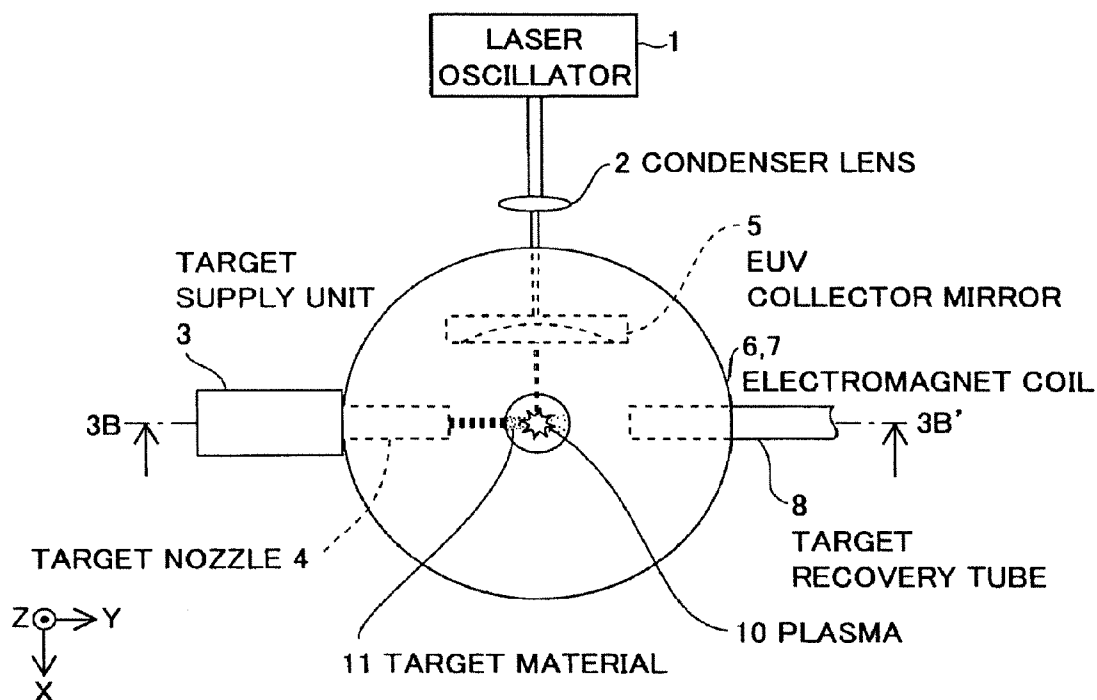 LASER
OSCILLATOR
1
2 CONDENSER LENS
5
EUV
COLLECTOR MIRROR
TARGET
SUPPLY UNIT
3
6,7
ELECTROMAGNET COIL
3B
3B'
8
TARGET
RECOVERY TUBE
TARGET NOZZLE 4
10 PLASMA
11 TARGET MATERIAL
Z
Y
X